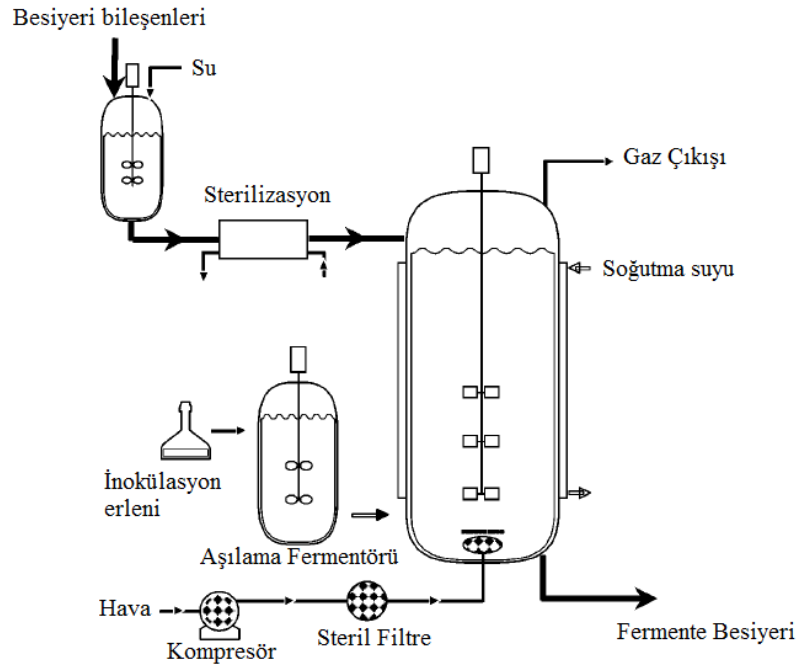 Besiyeri bileşenleri
Su
Gaz Çıkışı
Sterilizasyon
Soğutma suyu
İnokülasyon
erleni
Aşılama Fermentörü
Hava
Kompresör
Steril Filtre
Fermente Besiyeri